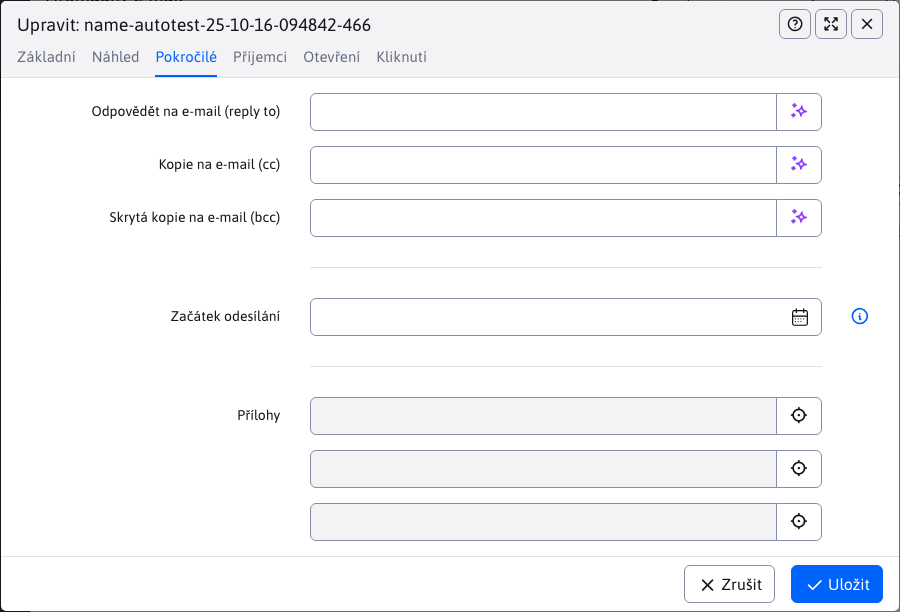 Upravit: name-autotest-25-10-16-094842-466
Základní Náhled Pokročilé Příjemci Otevření Kliknutí
Odpovědět na e-mail (reply to)
Kopie na e-mail (cc)
Skrytá kopie na e-mail (bcc)
Začátek odesílání
Přílohy
Zrušit Uložit